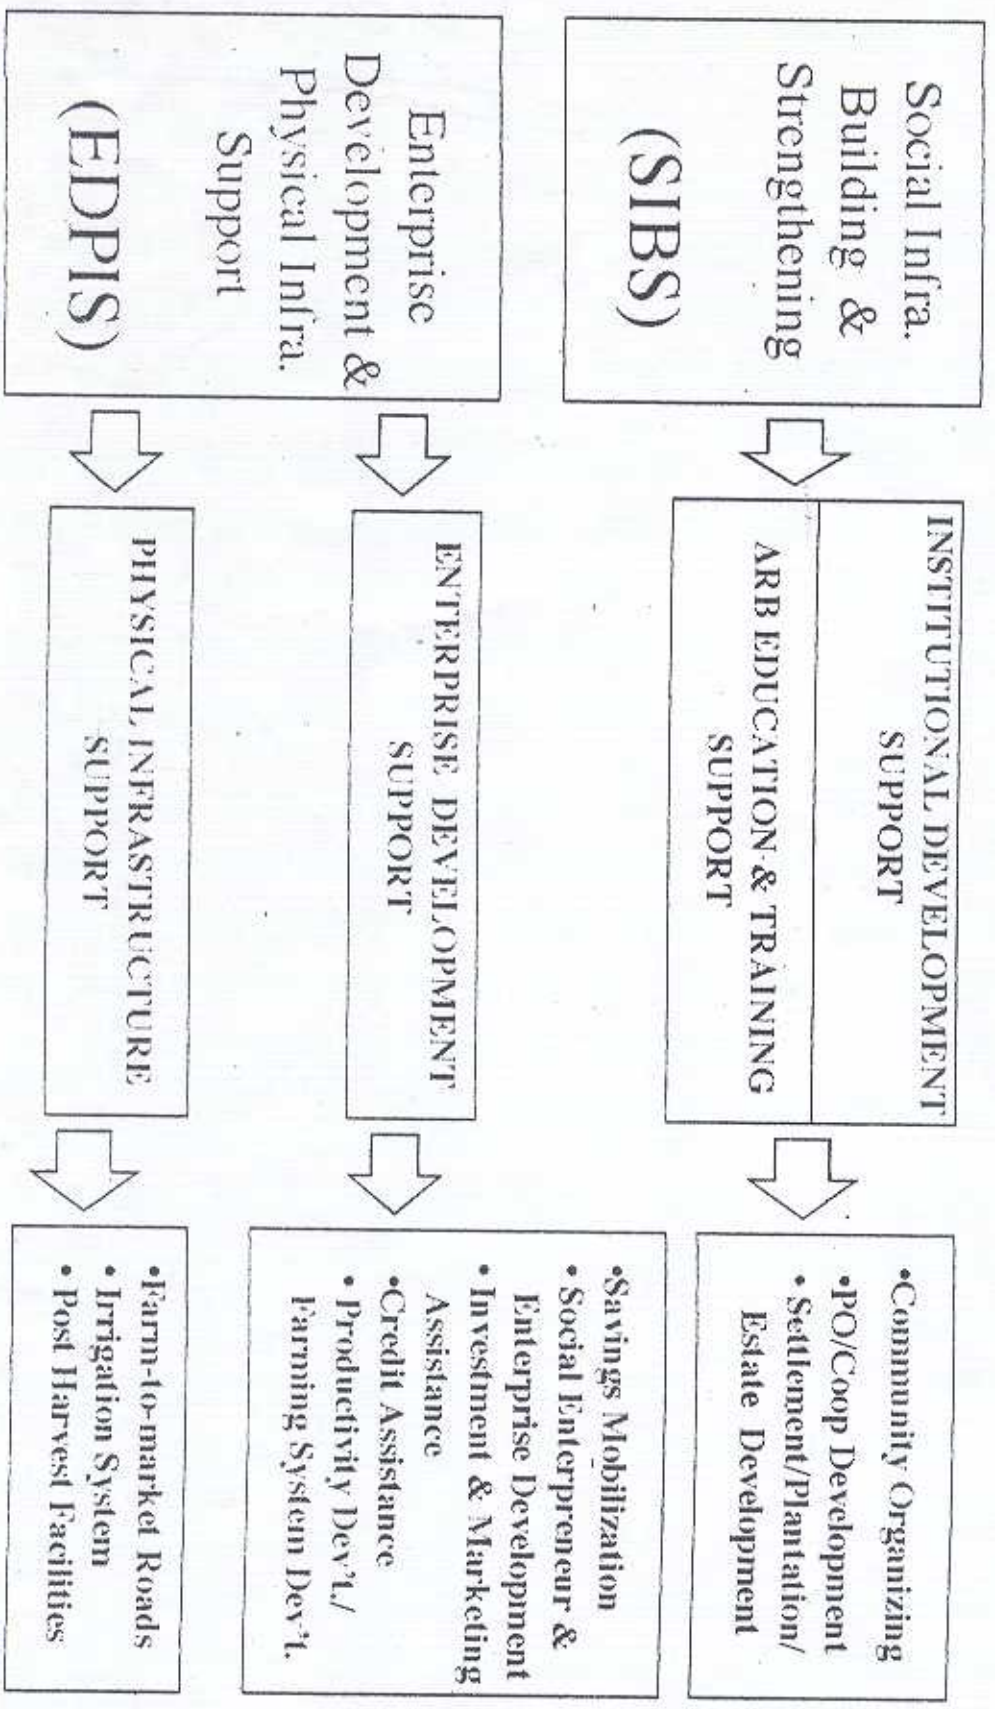 Social Infra.
Building &
Strengthening
(SIBS)
INSTITUTIONAL DEVELOPMENT
SUPPORT
ARB EDUCATION & TRAINING
SUPPORT
•Community Organizing
•PO/Coop Development
• Settlement/Plantation/
Estate Development
Enterprise
Development &
Physical Infra.
Support
(EDPIS)
ENTERPRISE DEVELOPMENT
SUPPORT
•Savings Mobilization
• Social Enterpreneur &
Enterprise Development
• Investment & Marketing
Assistance
•Credit Assistance
• Productivity Dev't./
Farming System Dev't.
PHYSICAL INFRASTRUCTURE
SUPPORT
•Farm-to-market Roads
• Irrigation System
• Post Harvest Facilities